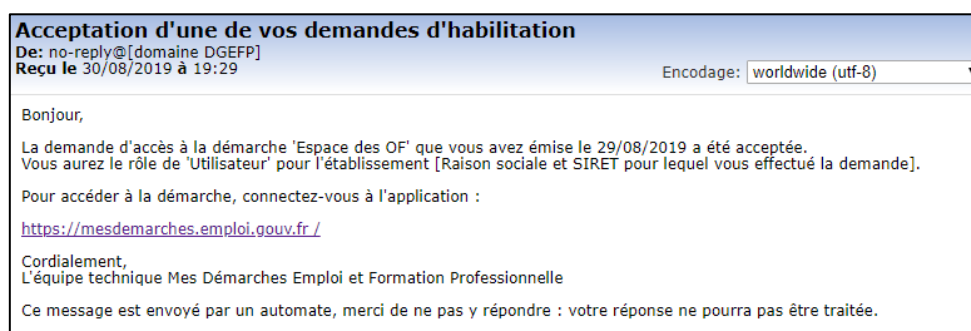 Acceptation d'une de vos demandes d'habilitation
De: no-reply@[domaine DGEFP]
Reçu le 30/08/2019 à 19:29
Encodage: worldwide (utf-8)
Bonjour,
La demande d'accès à la démarche 'Espace des OF' que vous avez émise le 29/08/2019 a été acceptée.
Vous aurez le rôle de 'Utilisateur' pour l'établissement [Raison sociale et SIRET pour lequel vous effectué la demande].
Pour accéder à la démarche, connectez-vous à l'application :
https://mesdemarches.emploi.gouv.fr /
Cordialement,
L'équipe technique Mes Démarches Emploi et Formation Professionnelle
Ce message est envoyé par un automate, merci de ne pas y répondre : votre réponse ne pourra pas être traitée.